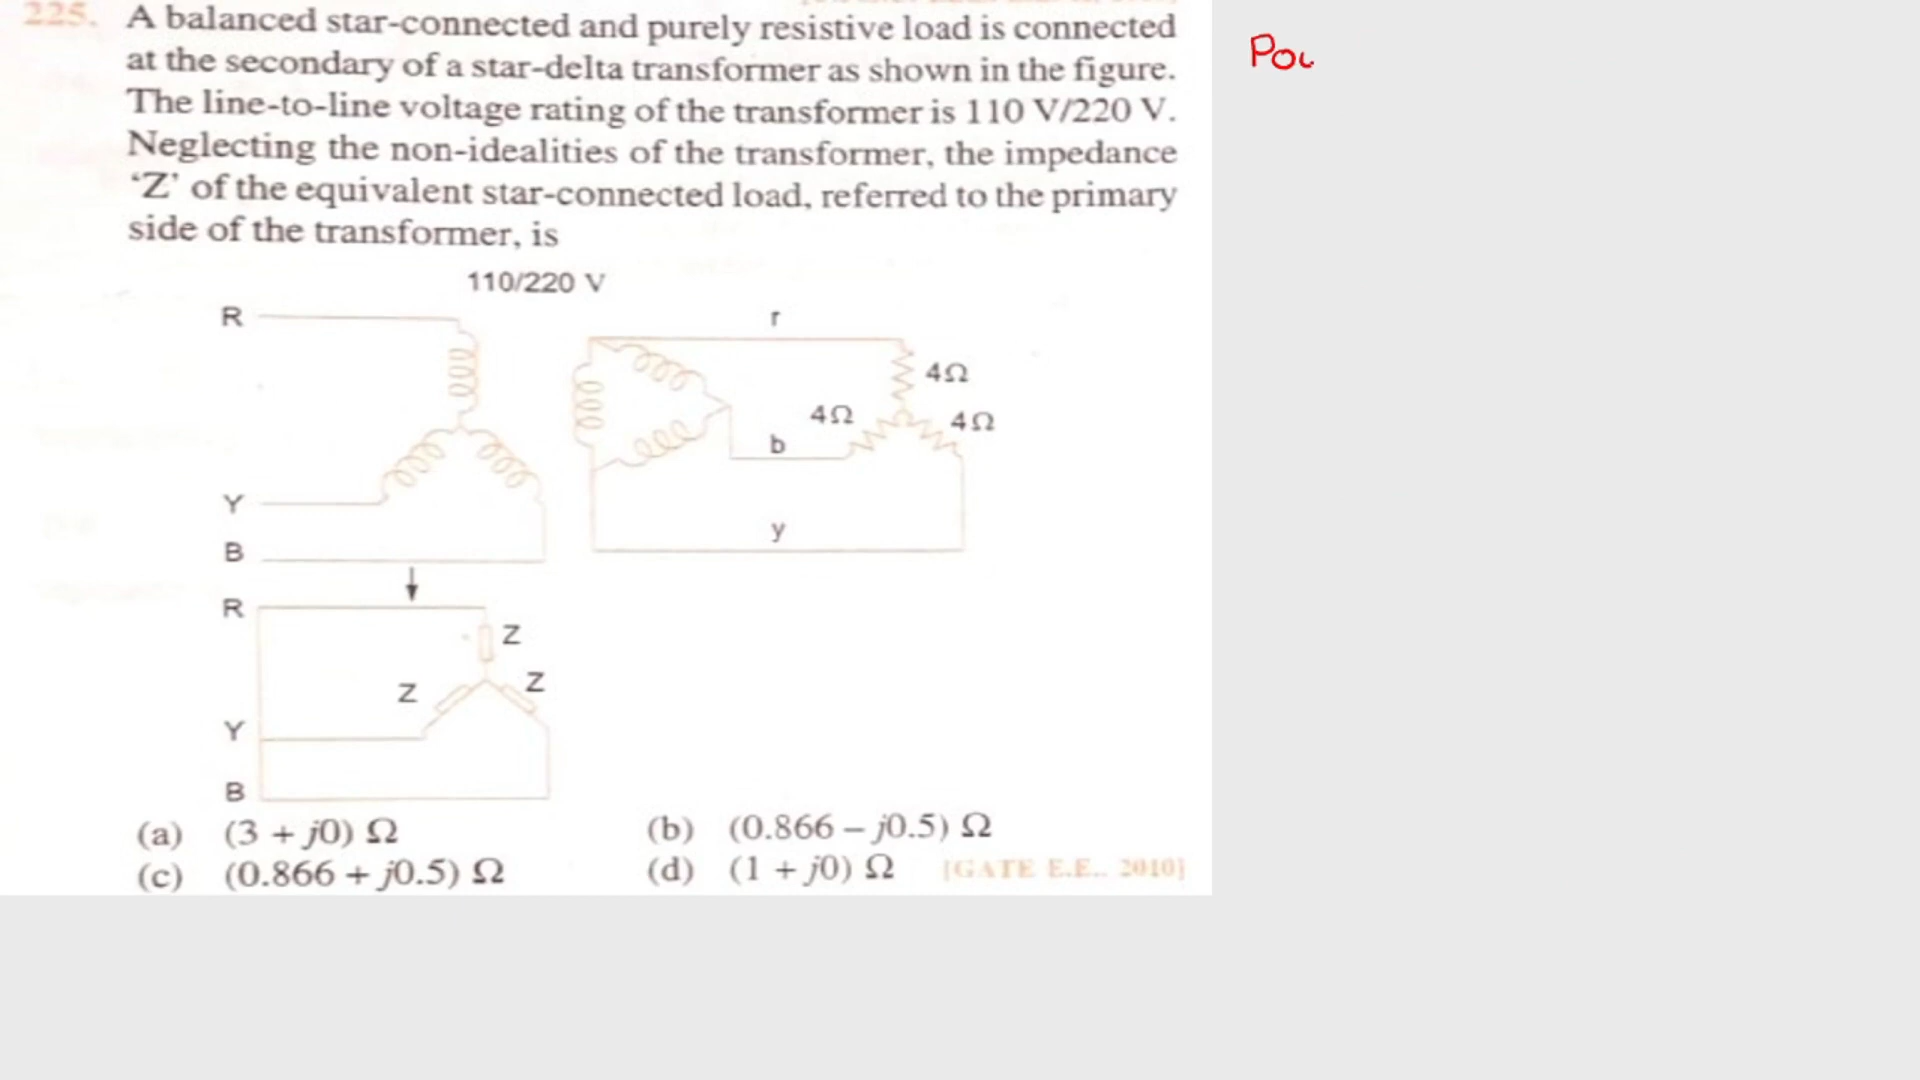 225. A balanced star-connected and purely resistive load is connected
at the secondary of a star-delta transformer as shown in the figure.
The line-to-line voltage rating of the transformer is 110 V/220 V.
Neglecting the non-idealities of the transformer, the impedance
‘Z’ of the equivalent star-connected load, referred to the primary
side of the transformer, is
110/220 V
R
r
4Ω
4Ω
4Ω
b
Y
y
B
R
Z
Z
Z
Y
B
(a) (3 + j0) Ω (b) (0.866 – j0.5) Ω
(c) (0.866 + j0.5) Ω (d) (1 + j0) Ω [GATE E.E.. 2010]
Pou